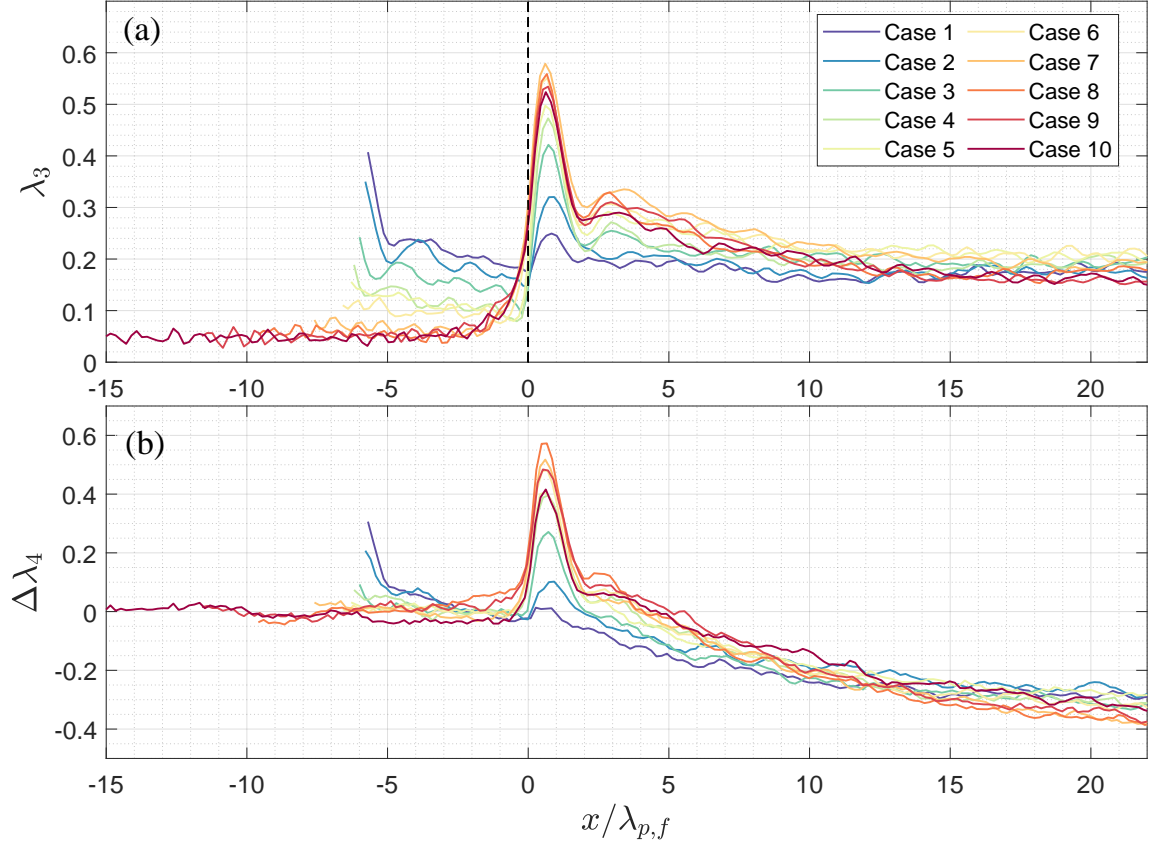 (a)
λ3
0.6
0.5
0.4
0.3
0.2
0.1
0
Case 1
Case 2
Case 3
Case 4
Case 5
Case 6
Case 7
Case 8
Case 9
Case 10
-15 -10 -5 0 5 10 15 20
(b)
Δλ4
0.6
0.4
0.2
0
-0.2
-0.4
-15 -10 -5 0 5 10 15 20
x/λp,f